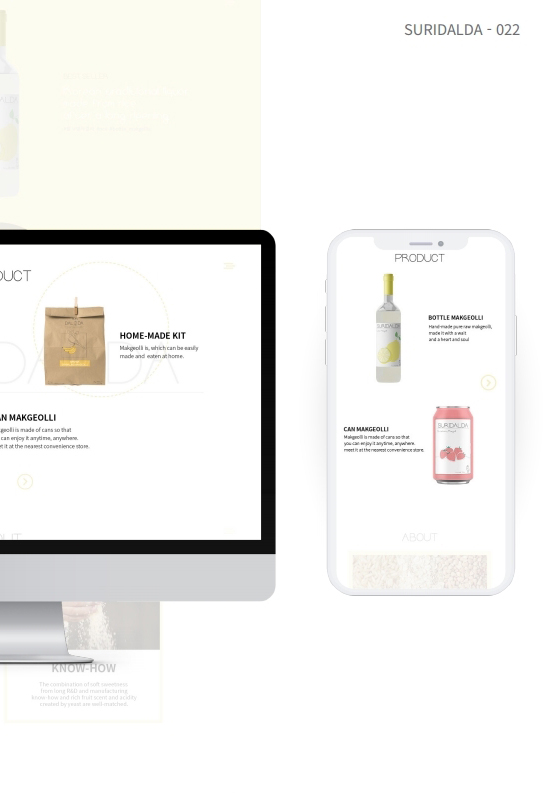 SURIDALDA - 022
DUCT
HOME-MADE KIT
Makgeolli is, which can be easily
made and eaten at home.
AN MAKGEOLLI
geolli is made of cans so that
can enjoy it anytime, anywhere.
et it at the nearest convenience store.
KNOW-HOW
The combination of soft sweetness
from long R&D and manufacturing
know-how and rich fruit scent and acidity
created by yeast are well-matched.
PRODUCT
BOTTLE MAKGEOLLI
Hand-made pure raw makgeolli,
made it with a wait
and a heart and soul
CAN MAKGEOLLI
Makgeolli is made of cans so that
you can enjoy it anytime, anywhere.
meet it at the nearest convenience store.
SURIDALDA
ABOUT